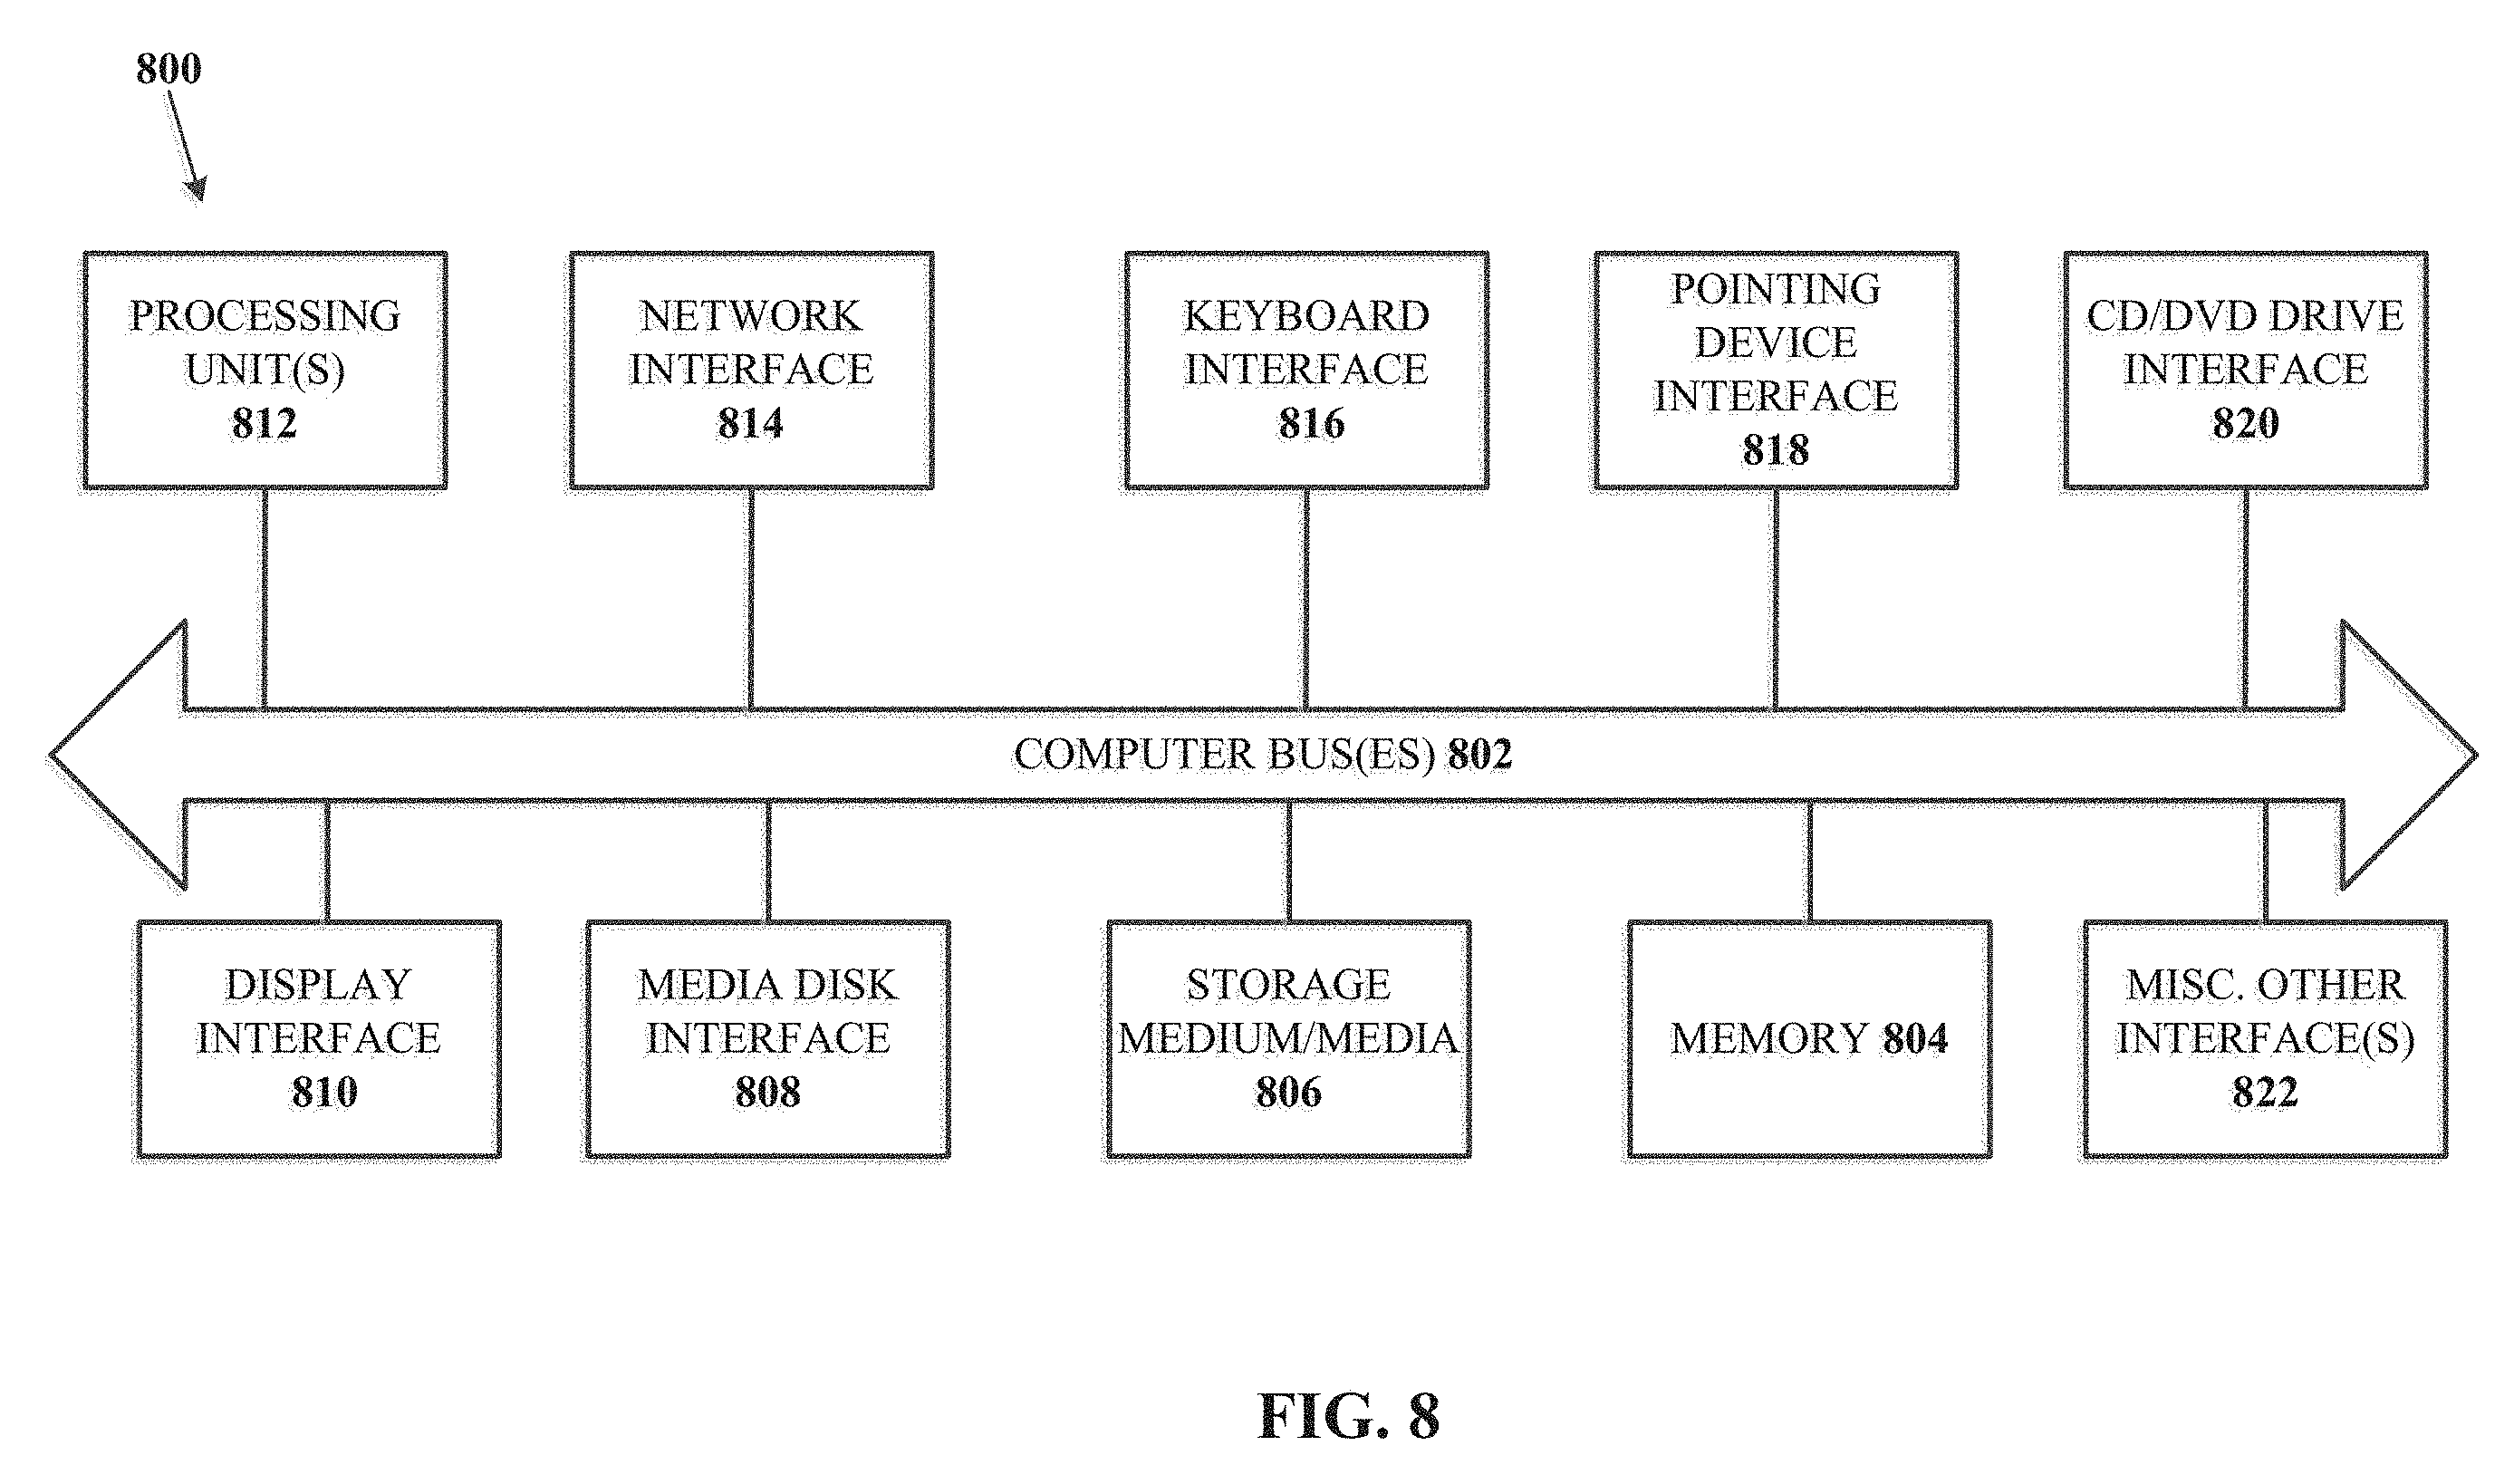 800
PROCESSING
UNIT(S)
812
NETWORK
INTERFACE
814
KEYBOARD
INTERFACE
816
POINTING
DEVICE
INTERFACE
818
CD/DVD DRIVE
INTERFACE
820
COMPUTER BUS(ES) 802
DISPLAY
INTERFACE
810
MEDIA DISK
INTERFACE
808
STORAGE
MEDIUM/MEDIA
806
MEMORY 804
MISC. OTHER
INTERFACE(S)
822
FIG. 8